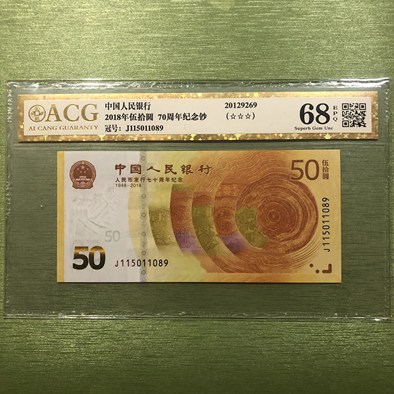 ACG
AI CANG GUARANTY
中国人民银行
20129269
2018年伍拾圆 70周年纪念钞
(☆☆☆)
冠号: J115011089
68
EPQ
Superb Gem Unc
中国人民银行
人民币发行七十周年纪念
1948-2018
50
伍拾圆
50
50
J115011089
J115011089